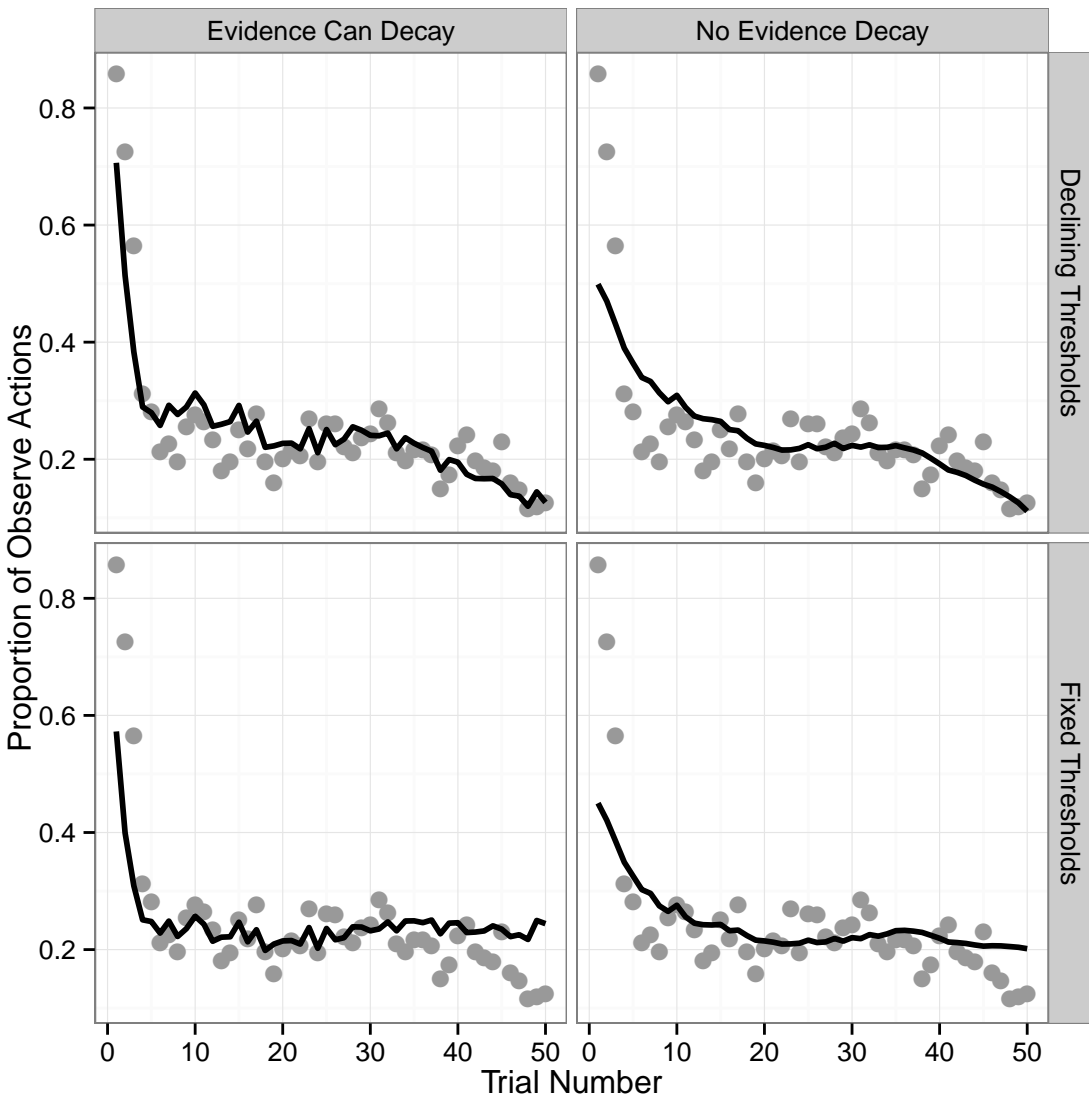 Evidence Can Decay
No Evidence Decay
Declining Thresholds
Fixed Thresholds
Proportion of Observe Actions
0.8
0.6
0.4
0.2
0.8
0.6
0.4
0.2
0 10 20 30 40 50
0 10 20 30 40 50
Trial Number